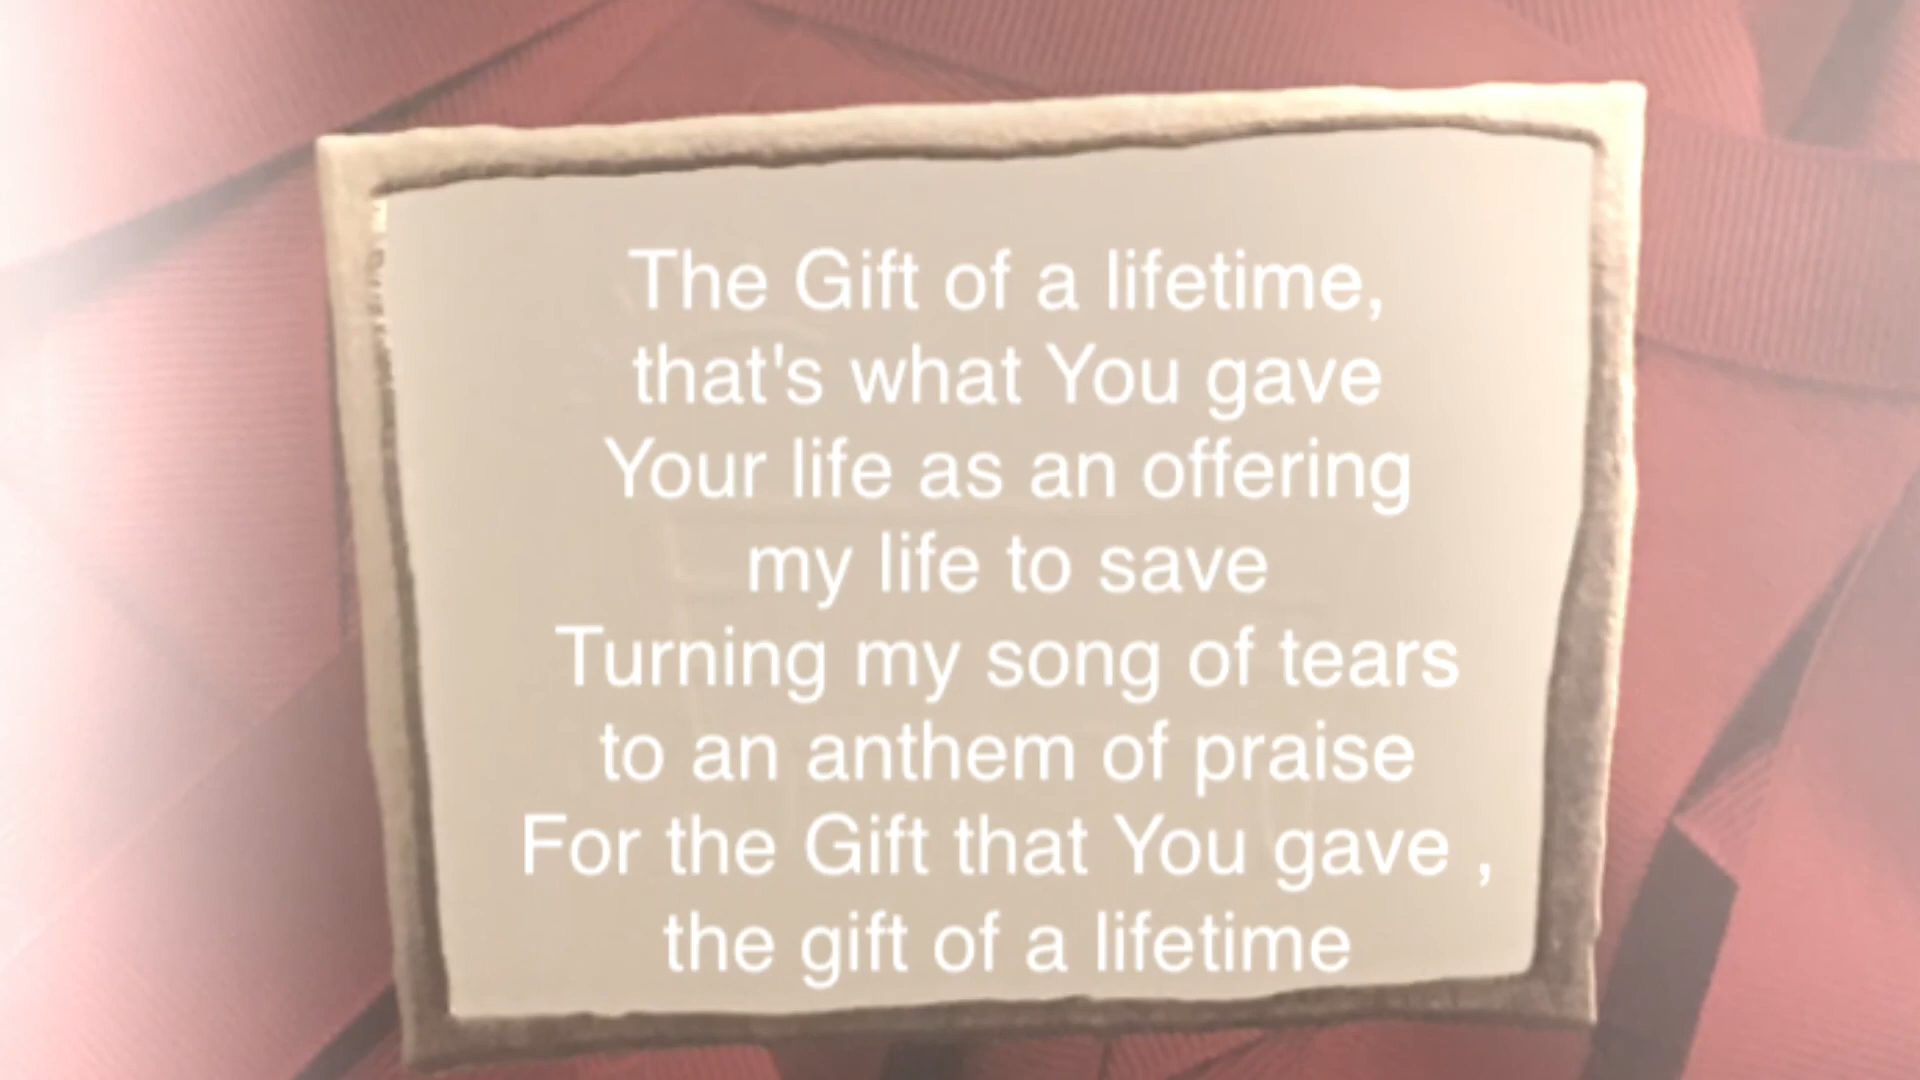 The Gift of a lifetime,
that's what You gave
Your life as an offering
my life to save
Turning my song of tears
to an anthem of praise
For the Gift that You gave ,
the gift of a lifetime